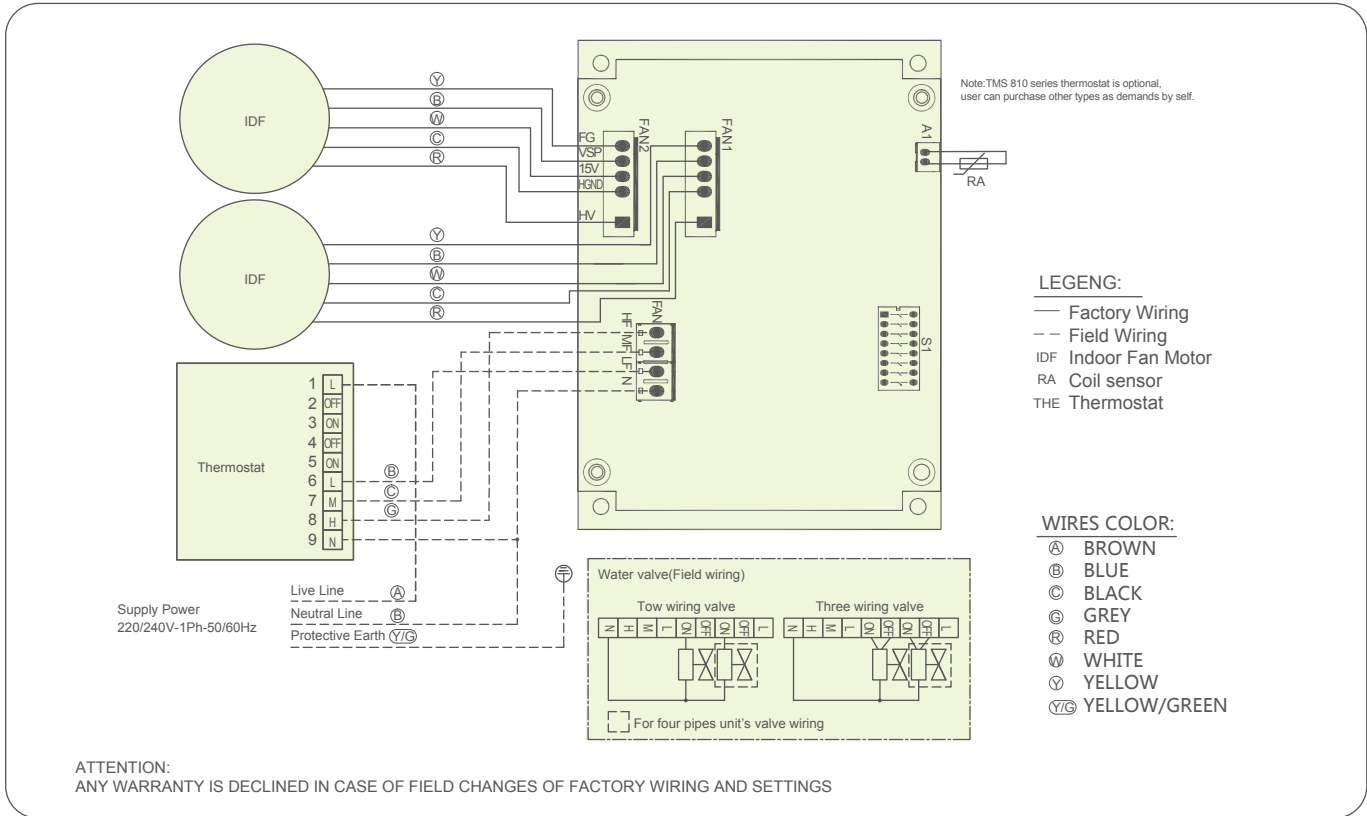 IDF
Ⓨ
Ⓑ
Ⓦ
Ⓒ
Ⓡ
FG
VSP
15V
HGND
HV
FAN2
FAN1
A1
RA
Note:TMS 810 series thermostat is optional,
user can purchase other types as demands by self.
IDF
Ⓨ
Ⓑ
Ⓦ
Ⓒ
Ⓡ
FAN
HF
MF
LF
N
S1
LEGENG:
Factory Wiring
Field Wiring
IDF Indoor Fan Motor
RA Coil sensor
THE Thermostat
Thermostat
1 L
2 OFF
3 ON
4 OFF
5 ON
6 L
7 M
8 H
9 N
Ⓑ
Ⓒ
Ⓖ
Supply Power
220/240V-1Ph-50/60Hz
Live Line Ⓐ
Neutral Line Ⓑ
Protective Earth Y/G
Water valve(Field wiring)
Tow wiring valve
N H M L ON OFF ON OFF L
Three wiring valve
N H M L ON OFF ON OFF L
For four pipes unit's valve wiring
WIRES COLOR:
Ⓐ BROWN
Ⓑ BLUE
Ⓒ BLACK
Ⓖ GREY
Ⓡ RED
Ⓦ WHITE
Ⓨ YELLOW
Y/G YELLOW/GREEN
ATTENTION:
ANY WARRANTY IS DECLINED IN CASE OF FIELD CHANGES OF FACTORY WIRING AND SETTINGS